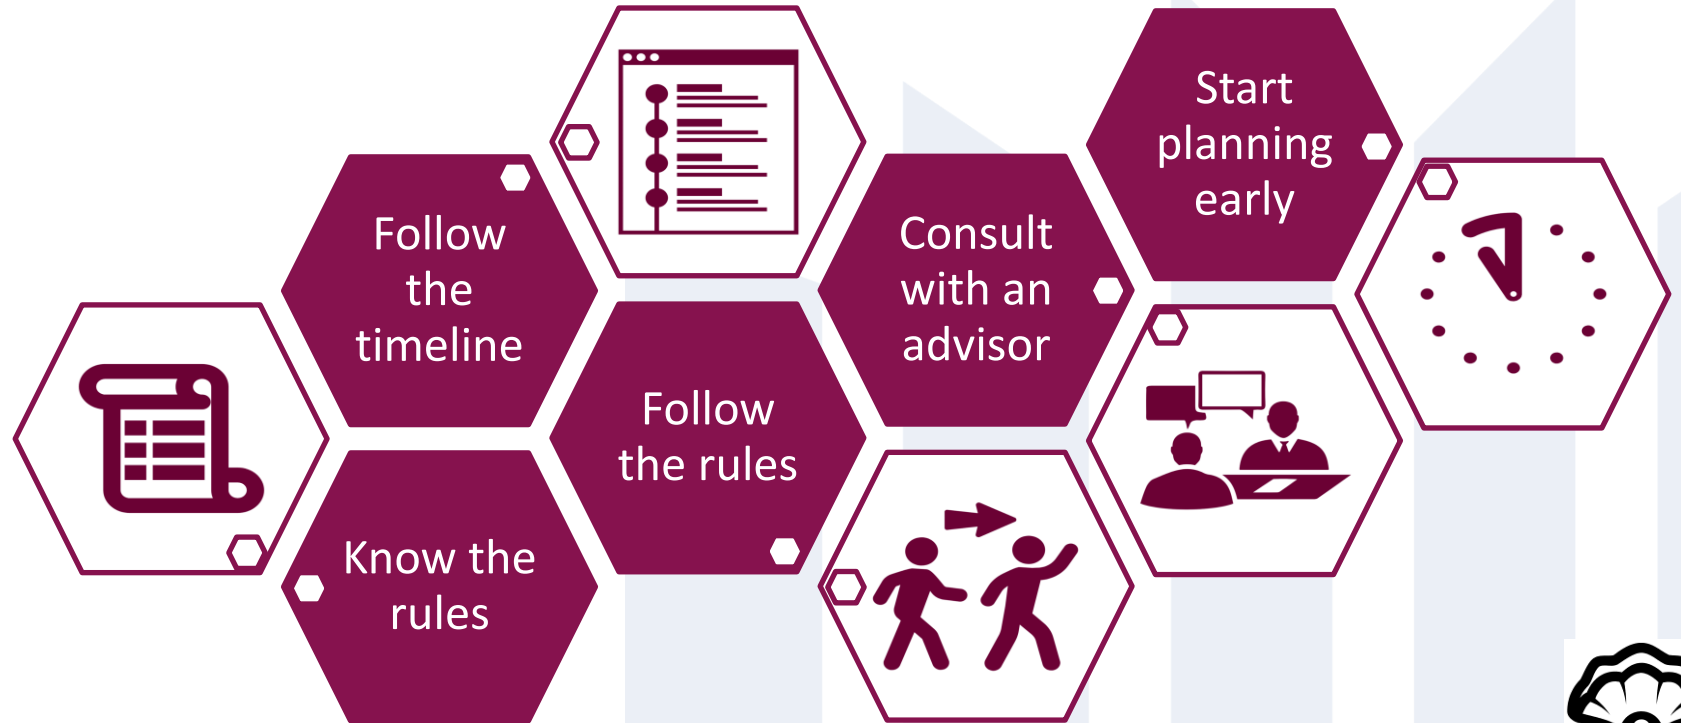 Start
planning
early
Follow
the
timeline
Consult
with an
advisor
Follow
the rules
Know the
rules